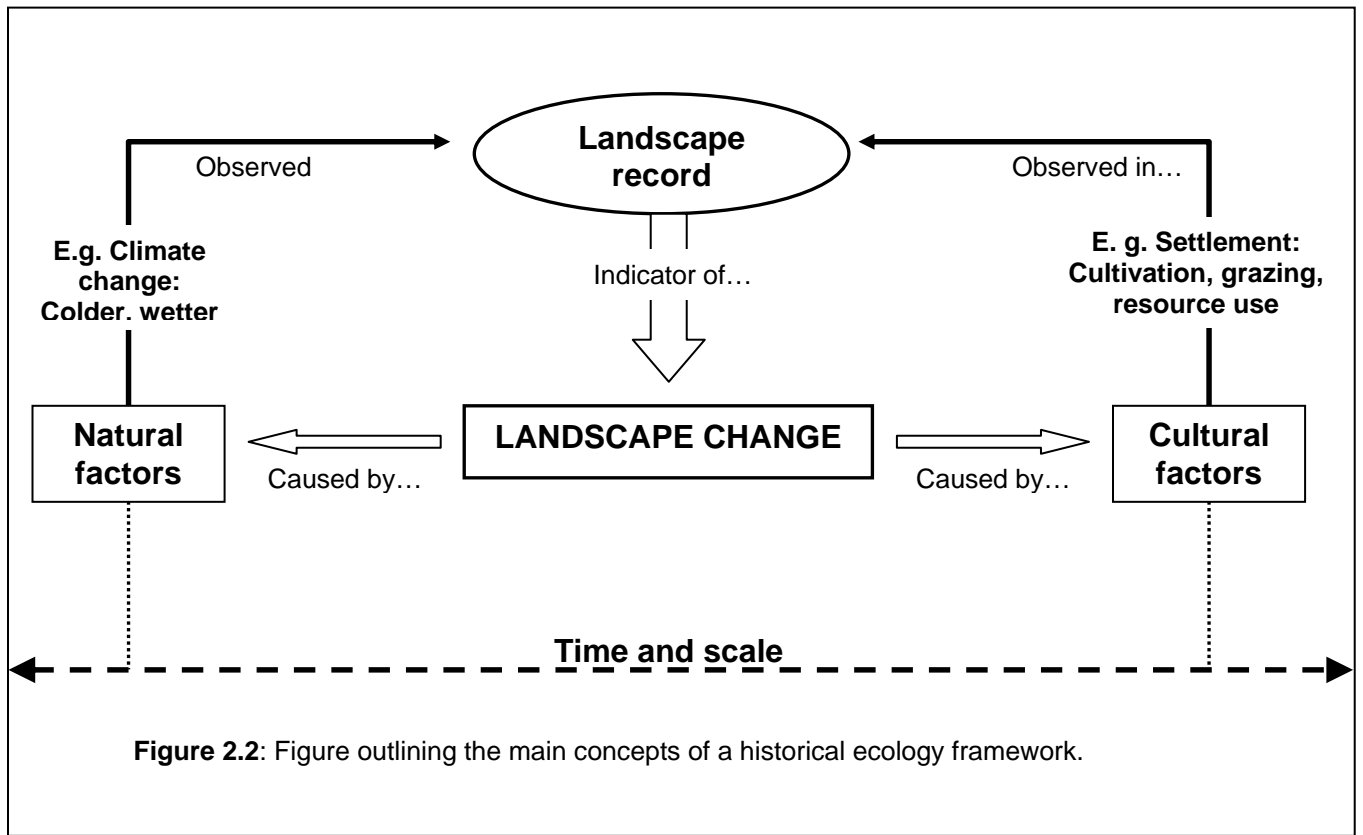 Landscape
record
Observed
Observed in…
E.g. Climate
change:
Colder, wetter
Indicator of…
E. g. Settlement:
Cultivation, grazing,
resource use
Natural
factors
LANDSCAPE CHANGE
Cultural
factors
Caused by…
Caused by…
Time and scale
Figure 2.2: Figure outlining the main concepts of a historical ecology framework.